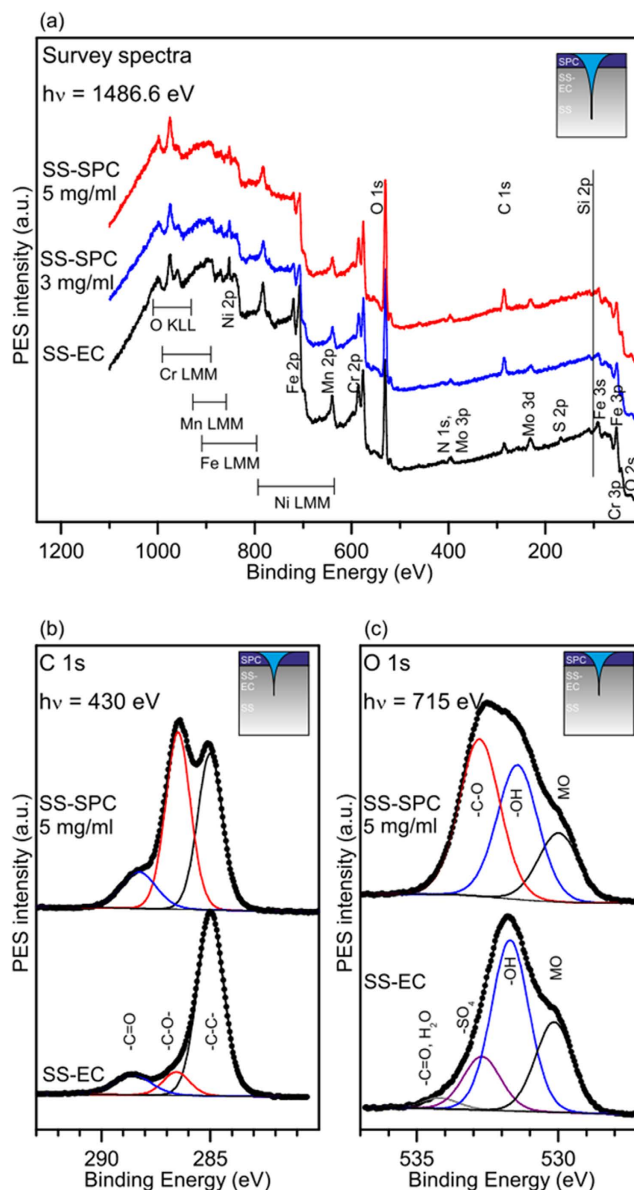 (a)
Survey spectra
hν = 1486.6 eV
SPC
SS-
EC
SS
SS-SPC
5 mg/ml
SS-SPC
3 mg/ml
SS-EC
O KLL
Cr LMM
Mn LMM
Fe LMM
Ni LMM
Ni 2p
Fe 2p
Mn 2p
Cr 2p
O 1s
N 1s,
Mo 3p
C 1s
Mo 3d
S 2p
Si 2p
Fe 3s
Fe 3p
Cr 3p
O 2s
PES intensity (a.u.)
1200 1000 800 600 400 200
Binding Energy (eV)
(b)
C 1s
hν = 430 eV
SPC
SS-
EC
SS
SS-SPC
5 mg/ml
SS-EC
-C=O
-C-O-
-C-C-
PES intensity (a.u.)
290 285
Binding Energy (eV)
(c)
O 1s
hν = 715 eV
SPC
SS-
EC
SS
SS-SPC
5 mg/ml
-C-O
-OH
MO
SS-EC
-C=O, H₂O
-SO₄
-OH
MO
PES intensity (a.u.)
535 530
Binding Energy (eV)